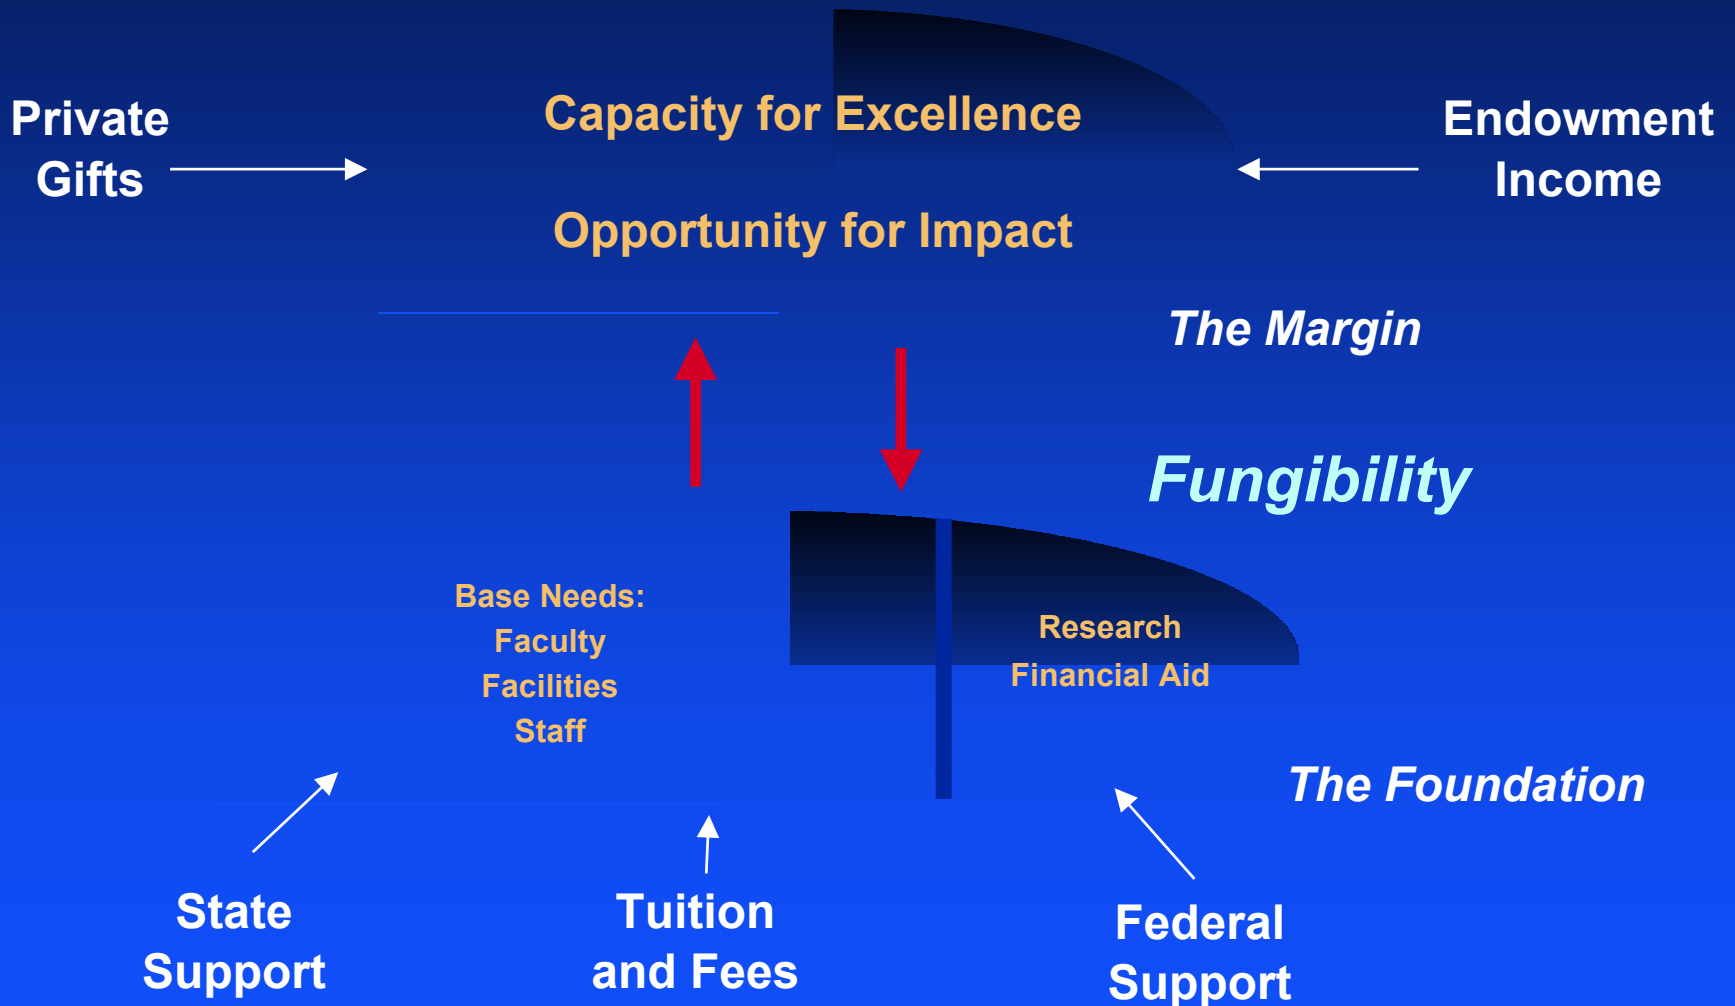 Private
Gifts
Capacity for Excellence
Opportunity for Impact
Endowment
Income
The Margin
Fungibility
Base Needs:
Faculty
Facilities
Staff
Research
Financial Aid
The Foundation
State
Support
Tuition
and Fees
Federal
Support